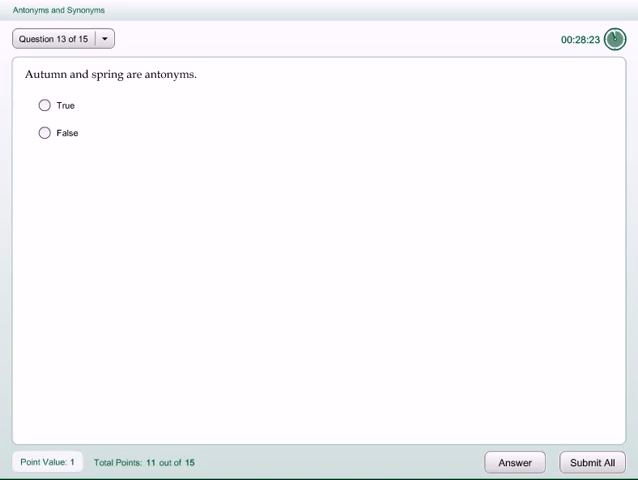 Antonyms and Synonyms
Question 13 of 15
00:28:23
Autumn and spring are antonyms.
True
False
Point Value: 1
Total Points: 11 out of 15
Answer
Submit All